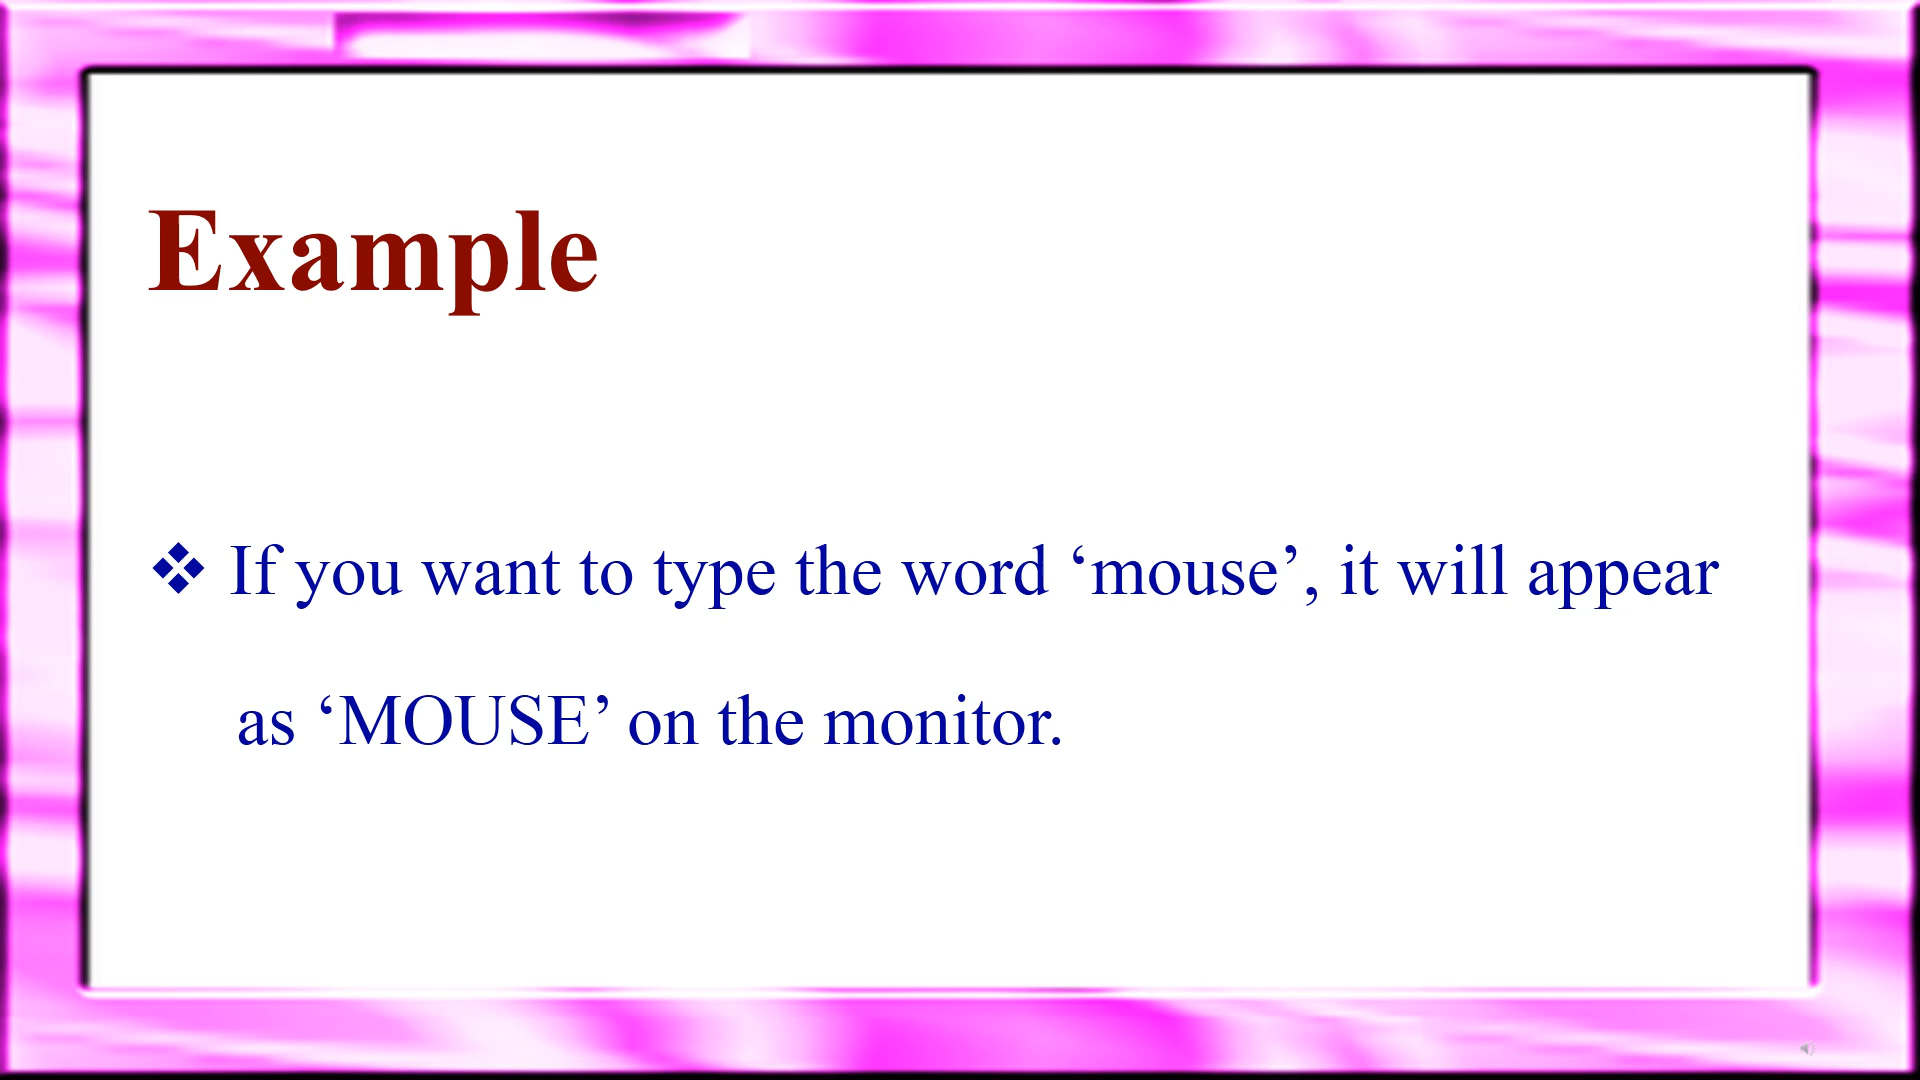 Example
❖ If you want to type the word ‘mouse’, it will appear
as ‘MOUSE’ on the monitor.